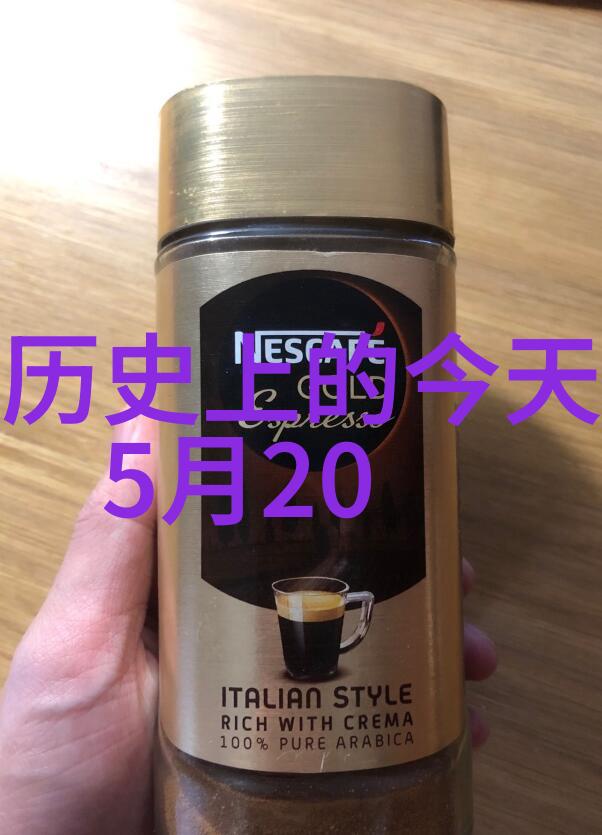 NESCAFÉ
历史上的今天
GOLD
Espresso
5月20
ITALIAN STYLE
RICH WITH CREMA
100% PURE ARABICA